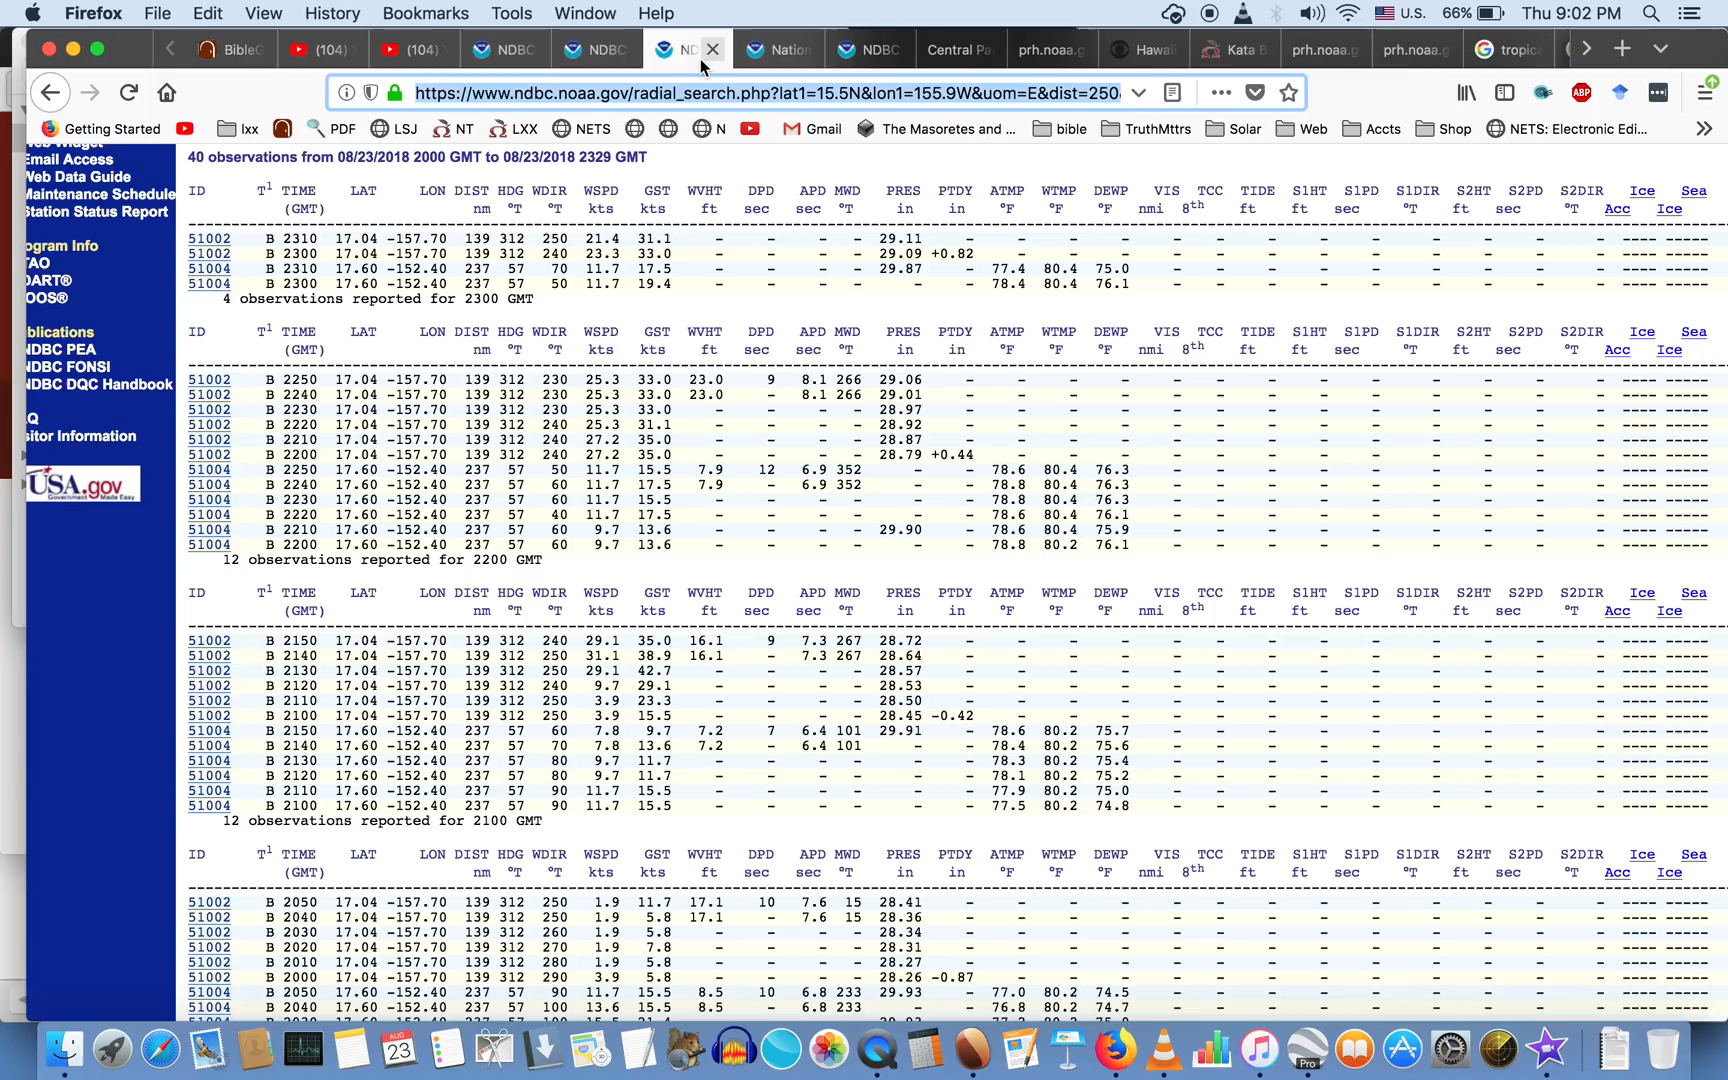 Firefox File Edit View History Bookmarks Tools Window Help U.S. 66% Thu 9:02 PM
BibleG (104) (104) NDBC NDBC ND Nation NDBC Central Pa prh.noaa.g Hawaii Kata B prh.noaa.g prh.noaa.g tropica
https://www.ndbc.noaa.gov/radial_search.php?lat1=15.5N&lon1=155.9W&uom=E&dist=250
Getting Started lxx PDF LSJ NT LXX NETS N Gmail The Masoretes and ... bible TruthMttrs Solar Web Accts Shop NETS: Electronic Edi...
Email Access
Web Data Guide
Maintenance Schedule
Station Status Report
ogram Info
TAO
DART®
OOS®
blications
NDBC PEA
NDBC FONSI
NDBC DQC Handbook
Q
sitor Information
USA.gov
Government Made Easy
40 observations from 08/23/2018 2000 GMT to 08/23/2018 2329 GMT
ID T1 TIME LAT LON DIST HDG WDIR WSPD GST WVHT DPD APD MWD PRES PTDY ATMP WTMP DEWP VIS TCC TIDE S1HT S1PD S1DIR S2HT S2PD S2DIR Ice Sea
(GMT) nm °T °T kts kts ft sec sec °T in in °F °F °F nmi 8th ft ft sec °T ft sec °T Acc Ice
51002 B 2310 17.04 -157.70 139 312 250 21.4 31.1 - - - - 29.11 - - - - - - - - - - - - - ---- -----
51002 B 2300 17.04 -157.70 139 312 240 23.3 33.0 - - - - 29.09 +0.82 - - - - - - - - - - - - ---- -----
51004 B 2310 17.60 -152.40 237 57 70 11.7 17.5 - - - - 29.87 - 77.4 80.4 75.0 - - - - - - - - - ---- -----
51004 B 2300 17.60 -152.40 237 57 50 11.7 19.4 - - - - - - 78.4 80.4 76.1 - - - - - - - - - ---- -----
4 observations reported for 2300 GMT
ID T1 TIME LAT LON DIST HDG WDIR WSPD GST WVHT DPD APD MWD PRES PTDY ATMP WTMP DEWP VIS TCC TIDE S1HT S1PD S1DIR S2HT S2PD S2DIR Ice Sea
(GMT) nm °T °T kts kts ft sec sec °T in in °F °F °F nmi 8th ft ft sec °T ft sec °T Acc Ice
51002 B 2250 17.04 -157.70 139 312 230 25.3 33.0 23.0 9 8.1 266 29.06 - - - - - - - - - - - - - ---- -----
51002 B 2240 17.04 -157.70 139 312 230 25.3 33.0 23.0 - 8.1 266 29.01 - - - - - - - - - - - - - ---- -----
51002 B 2230 17.04 -157.70 139 312 230 25.3 33.0 - - - - 28.97 - - - - - - - - - - - - - ---- -----
51002 B 2220 17.04 -157.70 139 312 240 25.3 31.1 - - - - 28.92 - - - - - - - - - - - - - ---- -----
51002 B 2210 17.04 -157.70 139 312 240 27.2 35.0 - - - - 28.87 - - - - - - - - - - - - - ---- -----
51002 B 2200 17.04 -157.70 139 312 240 27.2 35.0 - - - - 28.79 +0.44 - - - - - - - - - - - - ---- -----
51004 B 2250 17.60 -152.40 237 57 50 11.7 15.5 7.9 12 6.9 352 - - 78.6 80.4 76.3 - - - - - - - - - ---- -----
51004 B 2240 17.60 -152.40 237 57 60 11.7 17.5 7.9 - 6.9 352 - - 78.8 80.4 76.3 - - - - - - - - - ---- -----
51004 B 2230 17.60 -152.40 237 57 60 11.7 15.5 - - - - - - 78.8 80.4 76.3 - - - - - - - - - ---- -----
51004 B 2220 17.60 -152.40 237 57 40 11.7 17.5 - - - - - - 78.6 80.4 76.1 - - - - - - - - - ---- -----
51004 B 2210 17.60 -152.40 237 57 60 9.7 13.6 - - - - 29.90 - 78.6 80.4 75.9 - - - - - - - - - ---- -----
51004 B 2200 17.60 -152.40 237 57 60 9.7 13.6 - - - - - - 78.8 80.2 76.1 - - - - - - - - - ---- -----
12 observations reported for 2200 GMT
ID T1 TIME LAT LON DIST HDG WDIR WSPD GST WVHT DPD APD MWD PRES PTDY ATMP WTMP DEWP VIS TCC TIDE S1HT S1PD S1DIR S2HT S2PD S2DIR Ice Sea
(GMT) nm °T °T kts kts ft sec sec °T in in °F °F °F nmi 8th ft ft sec °T ft sec °T Acc Ice
51002 B 2150 17.04 -157.70 139 312 240 29.1 35.0 16.1 9 7.3 267 28.72 - - - - - - - - - - - - - ---- -----
51002 B 2140 17.04 -157.70 139 312 250 31.1 38.9 16.1 - 7.3 267 28.64 - - - - - - - - - - - - - ---- -----
51002 B 2130 17.04 -157.70 139 312 250 29.1 42.7 - - - - 28.57 - - - - - - - - - - - - - ---- -----
51002 B 2120 17.04 -157.70 139 312 240 9.7 29.1 - - - - 28.53 - - - - - - - - - - - - - ---- -----
51002 B 2110 17.04 -157.70 139 312 250 3.9 23.3 - - - - 28.50 - - - - - - - - - - - - - ---- -----
51002 B 2100 17.04 -157.70 139 312 250 3.9 15.5 - - - - 28.45 -0.42 - - - - - - - - - - - - ---- -----
51004 B 2150 17.60 -152.40 237 57 60 7.8 9.7 7.2 7 6.4 101 29.91 - 78.6 80.2 75.7 - - - - - - - - - ---- -----
51004 B 2140 17.60 -152.40 237 57 70 7.8 13.6 7.2 - 6.4 101 - - 78.4 80.2 75.6 - - - - - - - - - ---- -----
51004 B 2130 17.60 -152.40 237 57 80 9.7 11.7 - - - - - - 78.3 80.2 75.4 - - - - - - - - - ---- -----
51004 B 2120 17.60 -152.40 237 57 80 9.7 11.7 - - - - - - 78.1 80.2 75.2 - - - - - - - - - ---- -----
51004 B 2110 17.60 -152.40 237 57 90 11.7 15.5 - - - - - - 77.9 80.2 75.0 - - - - - - - - - ---- -----
51004 B 2100 17.60 -152.40 237 57 90 11.7 15.5 - - - - - - 77.5 80.2 74.8 - - - - - - - - - ---- -----
12 observations reported for 2100 GMT
ID T1 TIME LAT LON DIST HDG WDIR WSPD GST WVHT DPD APD MWD PRES PTDY ATMP WTMP DEWP VIS TCC TIDE S1HT S1PD S1DIR S2HT S2PD S2DIR Ice Sea
(GMT) nm °T °T kts kts ft sec sec °T in in °F °F °F nmi 8th ft ft sec °T ft sec °T Acc Ice
51002 B 2050 17.04 -157.70 139 312 250 1.9 11.7 17.1 10 7.6 15 28.41 - - - - - - - - - - - - - ---- -----
51002 B 2040 17.04 -157.70 139 312 250 1.9 5.8 17.1 - 7.6 15 28.36 - - - - - - - - - - - - - ---- -----
51002 B 2030 17.04 -157.70 139 312 260 1.9 5.8 - - - - 28.34 - - - - - - - - - - - - - ---- -----
51002 B 2020 17.04 -157.70 139 312 270 1.9 7.8 - - - - 28.31 - - - - - - - - - - - - - ---- -----
51002 B 2010 17.04 -157.70 139 312 280 1.9 5.8 - - - - 28.27 - - - - - - - - - - - - - ---- -----
51002 B 2000 17.04 -157.70 139 312 290 3.9 5.8 - - - - 28.26 -0.87 - - - - - - - - - - - - ---- -----
51004 B 2050 17.60 -152.40 237 57 90 11.7 15.5 8.5 10 6.8 233 29.93 - 77.0 80.2 74.5 - - - - - - - - - ---- -----
51004 B 2040 17.60 -152.40 237 57 100 13.6 15.5 8.5 - 6.8 233 - - 76.8 80.2 74.7 - - - - - - - - - ---- -----
AUG
23
Pro